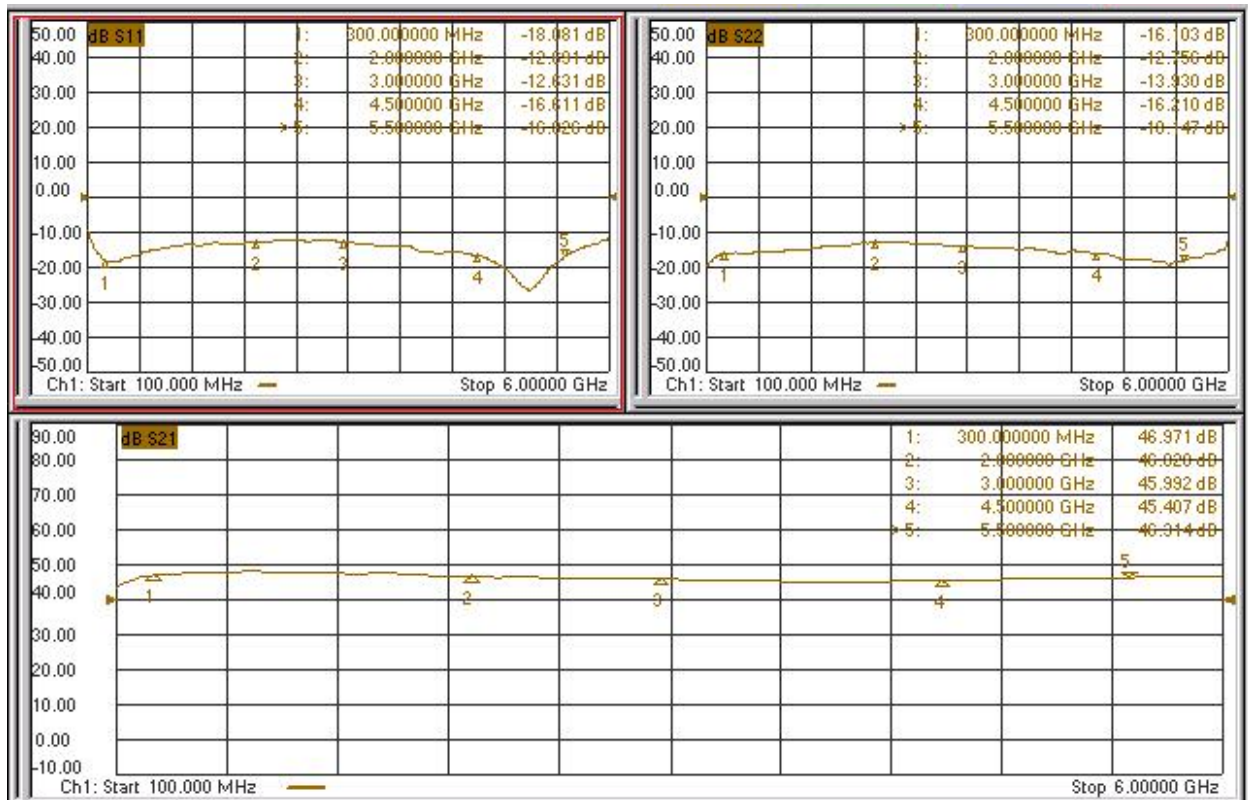 50.00 dB S11 1: 300.000000 MHz -18.081 dB
40.00 2: 2.000000 GHz
30.00 3: 3.000000 GHz -12.631 dB
20.00 4: 4.500000 GHz -16.611 dB
> 5: 5.500000 GHz
10.00
0.00
-10.00
-20.00
-30.00
-40.00
-50.00
1 2 3 4 5
Ch1: Start 100.000 MHz Stop 6.00000 GHz
50.00 dB S22 1: 300.000000 MHz -16.103 dB
40.00 2: 2.000000 GHz -12.756 dB
30.00 3: 3.000000 GHz -13.930 dB
20.00 4: 4.500000 GHz -16.210 dB
> 5: 5.500000 GHz
10.00
0.00
-10.00
-20.00
-30.00
-40.00
-50.00
1 2 3 4 5
Ch1: Start 100.000 MHz Stop 6.00000 GHz
90.00 dB S21 1: 300.000000 MHz 46.971 dB
80.00 2: 2.000000 GHz 46.020 dB
70.00 3: 3.000000 GHz 45.992 dB
60.00 4: 4.500000 GHz 45.407 dB
> 5: 5.500000 GHz 46.314 dB
50.00
40.00
30.00
20.00
10.00
0.00
-10.00
1 2 3 4 5
Ch1: Start 100.000 MHz Stop 6.00000 GHz